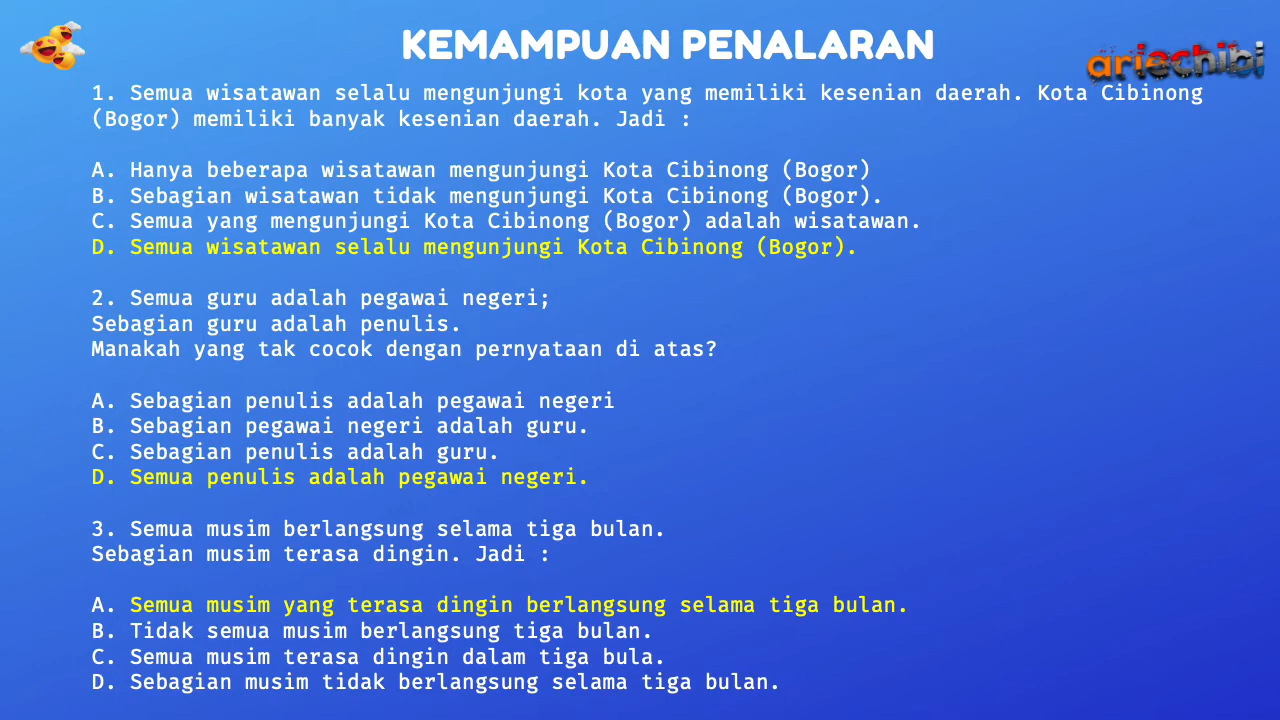 KEMAMPUAN PENALARAN
ariechibi
1. Semua wisatawan selalu mengunjungi kota yang memiliki kesenian daerah. Kota Cibinong
(Bogor) memiliki banyak kesenian daerah. Jadi :
A. Hanya beberapa wisatawan mengunjungi Kota Cibinong (Bogor)
B. Sebagian wisatawan tidak mengunjungi Kota Cibinong (Bogor).
C. Semua yang mengunjungi Kota Cibinong (Bogor) adalah wisatawan.
D. Semua wisatawan selalu mengunjungi Kota Cibinong (Bogor).
2. Semua guru adalah pegawai negeri;
Sebagian guru adalah penulis.
Manakah yang tak cocok dengan pernyataan di atas?
A. Sebagian penulis adalah pegawai negeri
B. Sebagian pegawai negeri adalah guru.
C. Sebagian penulis adalah guru.
D. Semua penulis adalah pegawai negeri.
3. Semua musim berlangsung selama tiga bulan.
Sebagian musim terasa dingin. Jadi :
A. Semua musim yang terasa dingin berlangsung selama tiga bulan.
B. Tidak semua musim berlangsung tiga bulan.
C. Semua musim terasa dingin dalam tiga bula.
D. Sebagian musim tidak berlangsung selama tiga bulan.